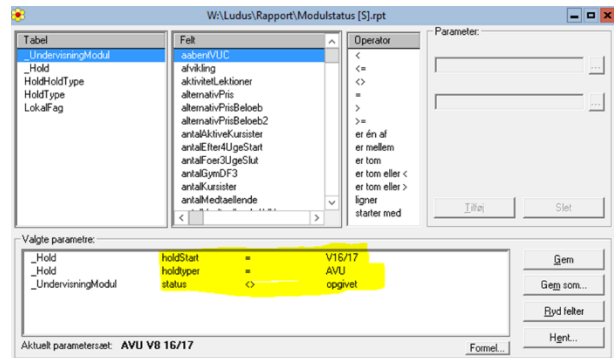 W:\Ludus\Rapport\Modulstatus [S].rpt
Tabel
_UndervisningModul
_Hold
HoldHoldType
HoldType
LokalFag
Felt
aabentVUC
afvikling
aktivitetLektioner
alternativPris
alternativPrisBeloeb
alternativPrisBeloeb2
antalAktiveKursister
antalEfter4UgeStart
antalFoer3UgeSlut
antalGymDF3
antalKursister
antalMedtaellende
Operator
<
<=
<>
=
>
>=
er én af
er mellem
er tom
er tom eller <
er tom eller >
ligner
starter med
Parameter:
...
...
Tilføj
Slet
Valgte parametre:
_Hold holdStart = V16/17
_Hold holdtyper = AVU
_UndervisningModul status <> opgivet
Aktuelt parametersæt: AVU V8 16/17
Formel...
Gem
Gem som...
Ryd felter
Hent...